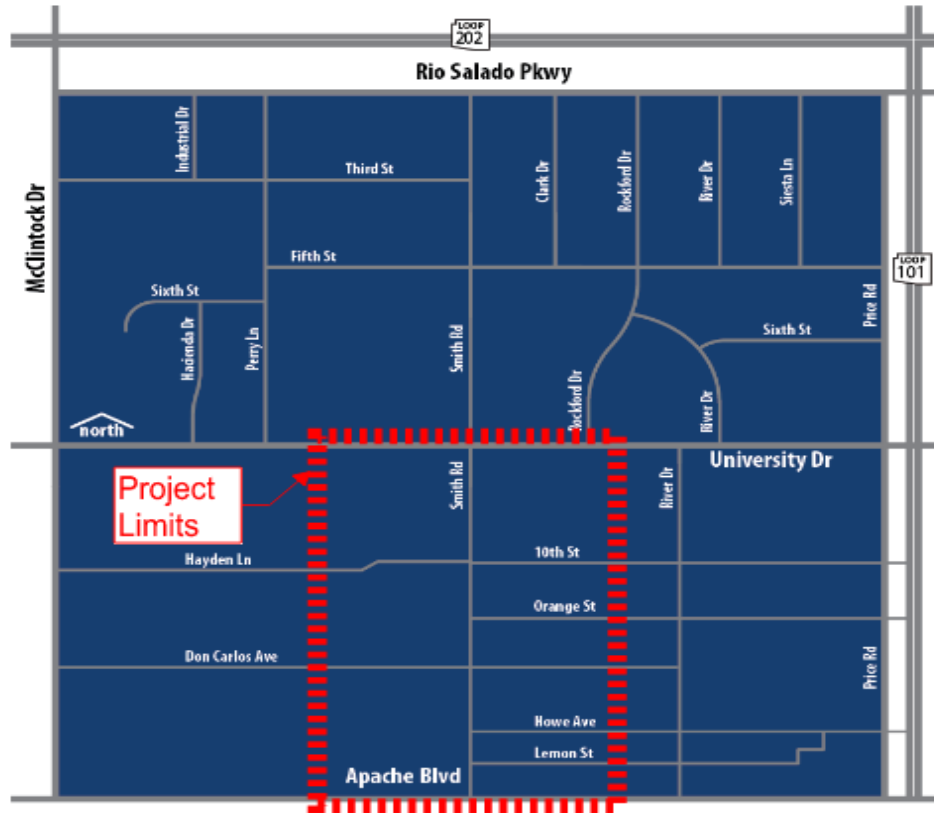 LOOP
202
Rio Salado Pkwy
McClintock Dr
Industrial Dr
Third St
Clark Dr
Rockford Dr
River Dr
Siesta Ln
Fifth St
LOOP
101
Sixth St
Hacienda Dr
Perry Ln
Smith Rd
Rockford Dr
Sixth St
River Dr
Price Rd
north
Project
Limits
Smith Rd
River Dr
University Dr
Hayden Ln
10th St
Orange St
Don Carlos Ave
Price Rd
Howe Ave
Lemon St
Apache Blvd